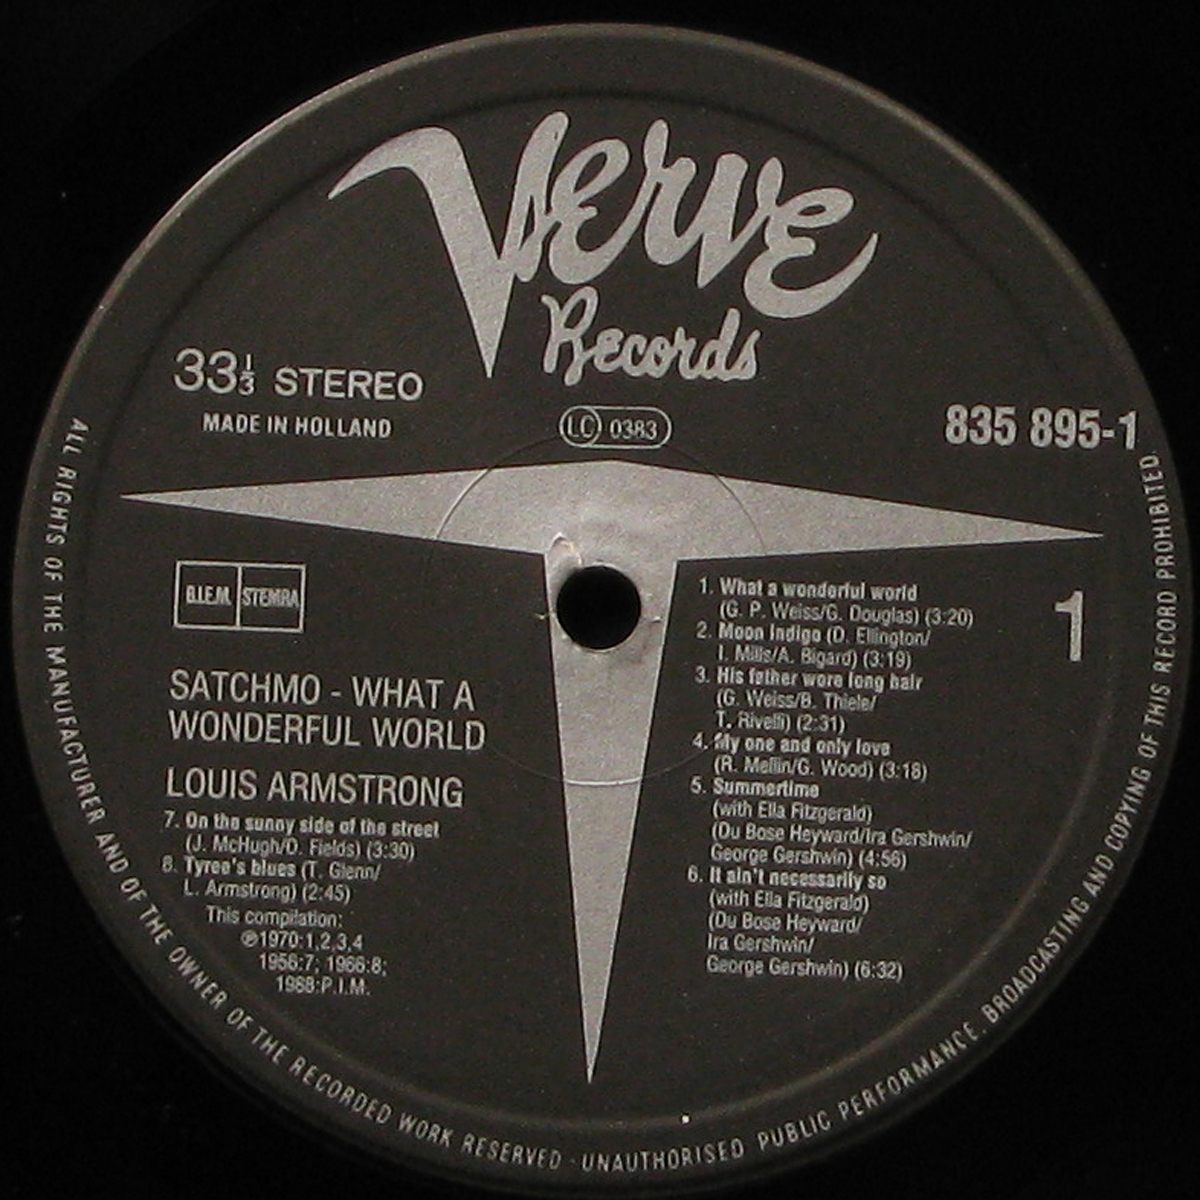 Verve
Records
33 1/3 STEREO
MADE IN HOLLAND
LC 0383
835 895-1
B.I.E.M. STEMRA
SATCHMO - WHAT A
WONDERFUL WORLD
LOUIS ARMSTRONG
1
1. What a wonderful world
(G. P. Weiss/G. Douglas) (3:20)
2. Moon Indigo (D. Ellington/
I. Mills/A. Bigard) (3:19)
3. His father wore long hair
(G. Weiss/B. Thiele/
T. Rivelli) (2:31)
4. My one and only love
(R. Mellin/G. Wood) (3:18)
5. Summertime
(with Ella Fitzgerald)
(Du Bose Heyward/Ira Gershwin/
George Gershwin) (4:56)
6. It ain't necessarily so
(with Ella Fitzgerald)
(Du Bose Heyward/
Ira Gershwin/
George Gershwin) (6:32)
7. On the sunny side of the street
(J. McHugh/D. Fields) (3:30)
8. Tyree's blues (T. Glenn/
L. Armstrong) (2:45)
This compilation:
℗1970:1,2,3,4
1956:7; 1966:8;
1988:P.I.M.
ALL RIGHTS OF THE MANUFACTURER AND OF THE OWNER OF THE RECORDED WORK RESERVED · UNAUTHORISED PUBLIC PERFORMANCE, BROADCASTING AND COPYING OF THIS RECORD PROHIBITED.